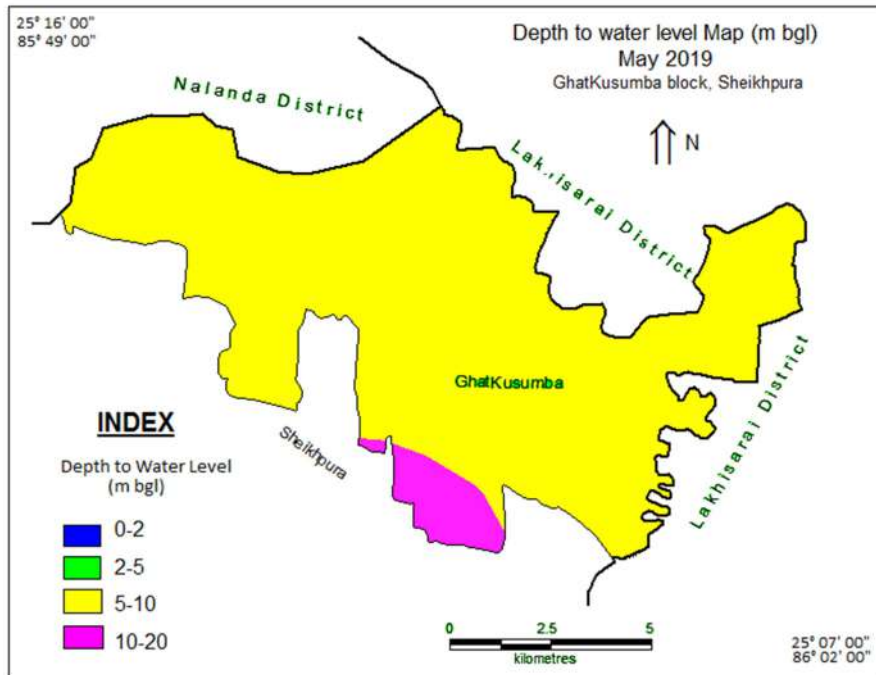 25° 16' 00"
85° 49' 00"
Depth to water level Map (m bgl)
May 2019
GhatKusumba block, Sheikhpura
N
Nalanda District
Lak..isarai District
GhatKusumba
Lakhisarai District
Sheikhpura
INDEX
Depth to Water Level
(m bgl)
0-2
2-5
5-10
10-20
0 2.5 5
kilometres
25° 07' 00"
86° 02' 00"